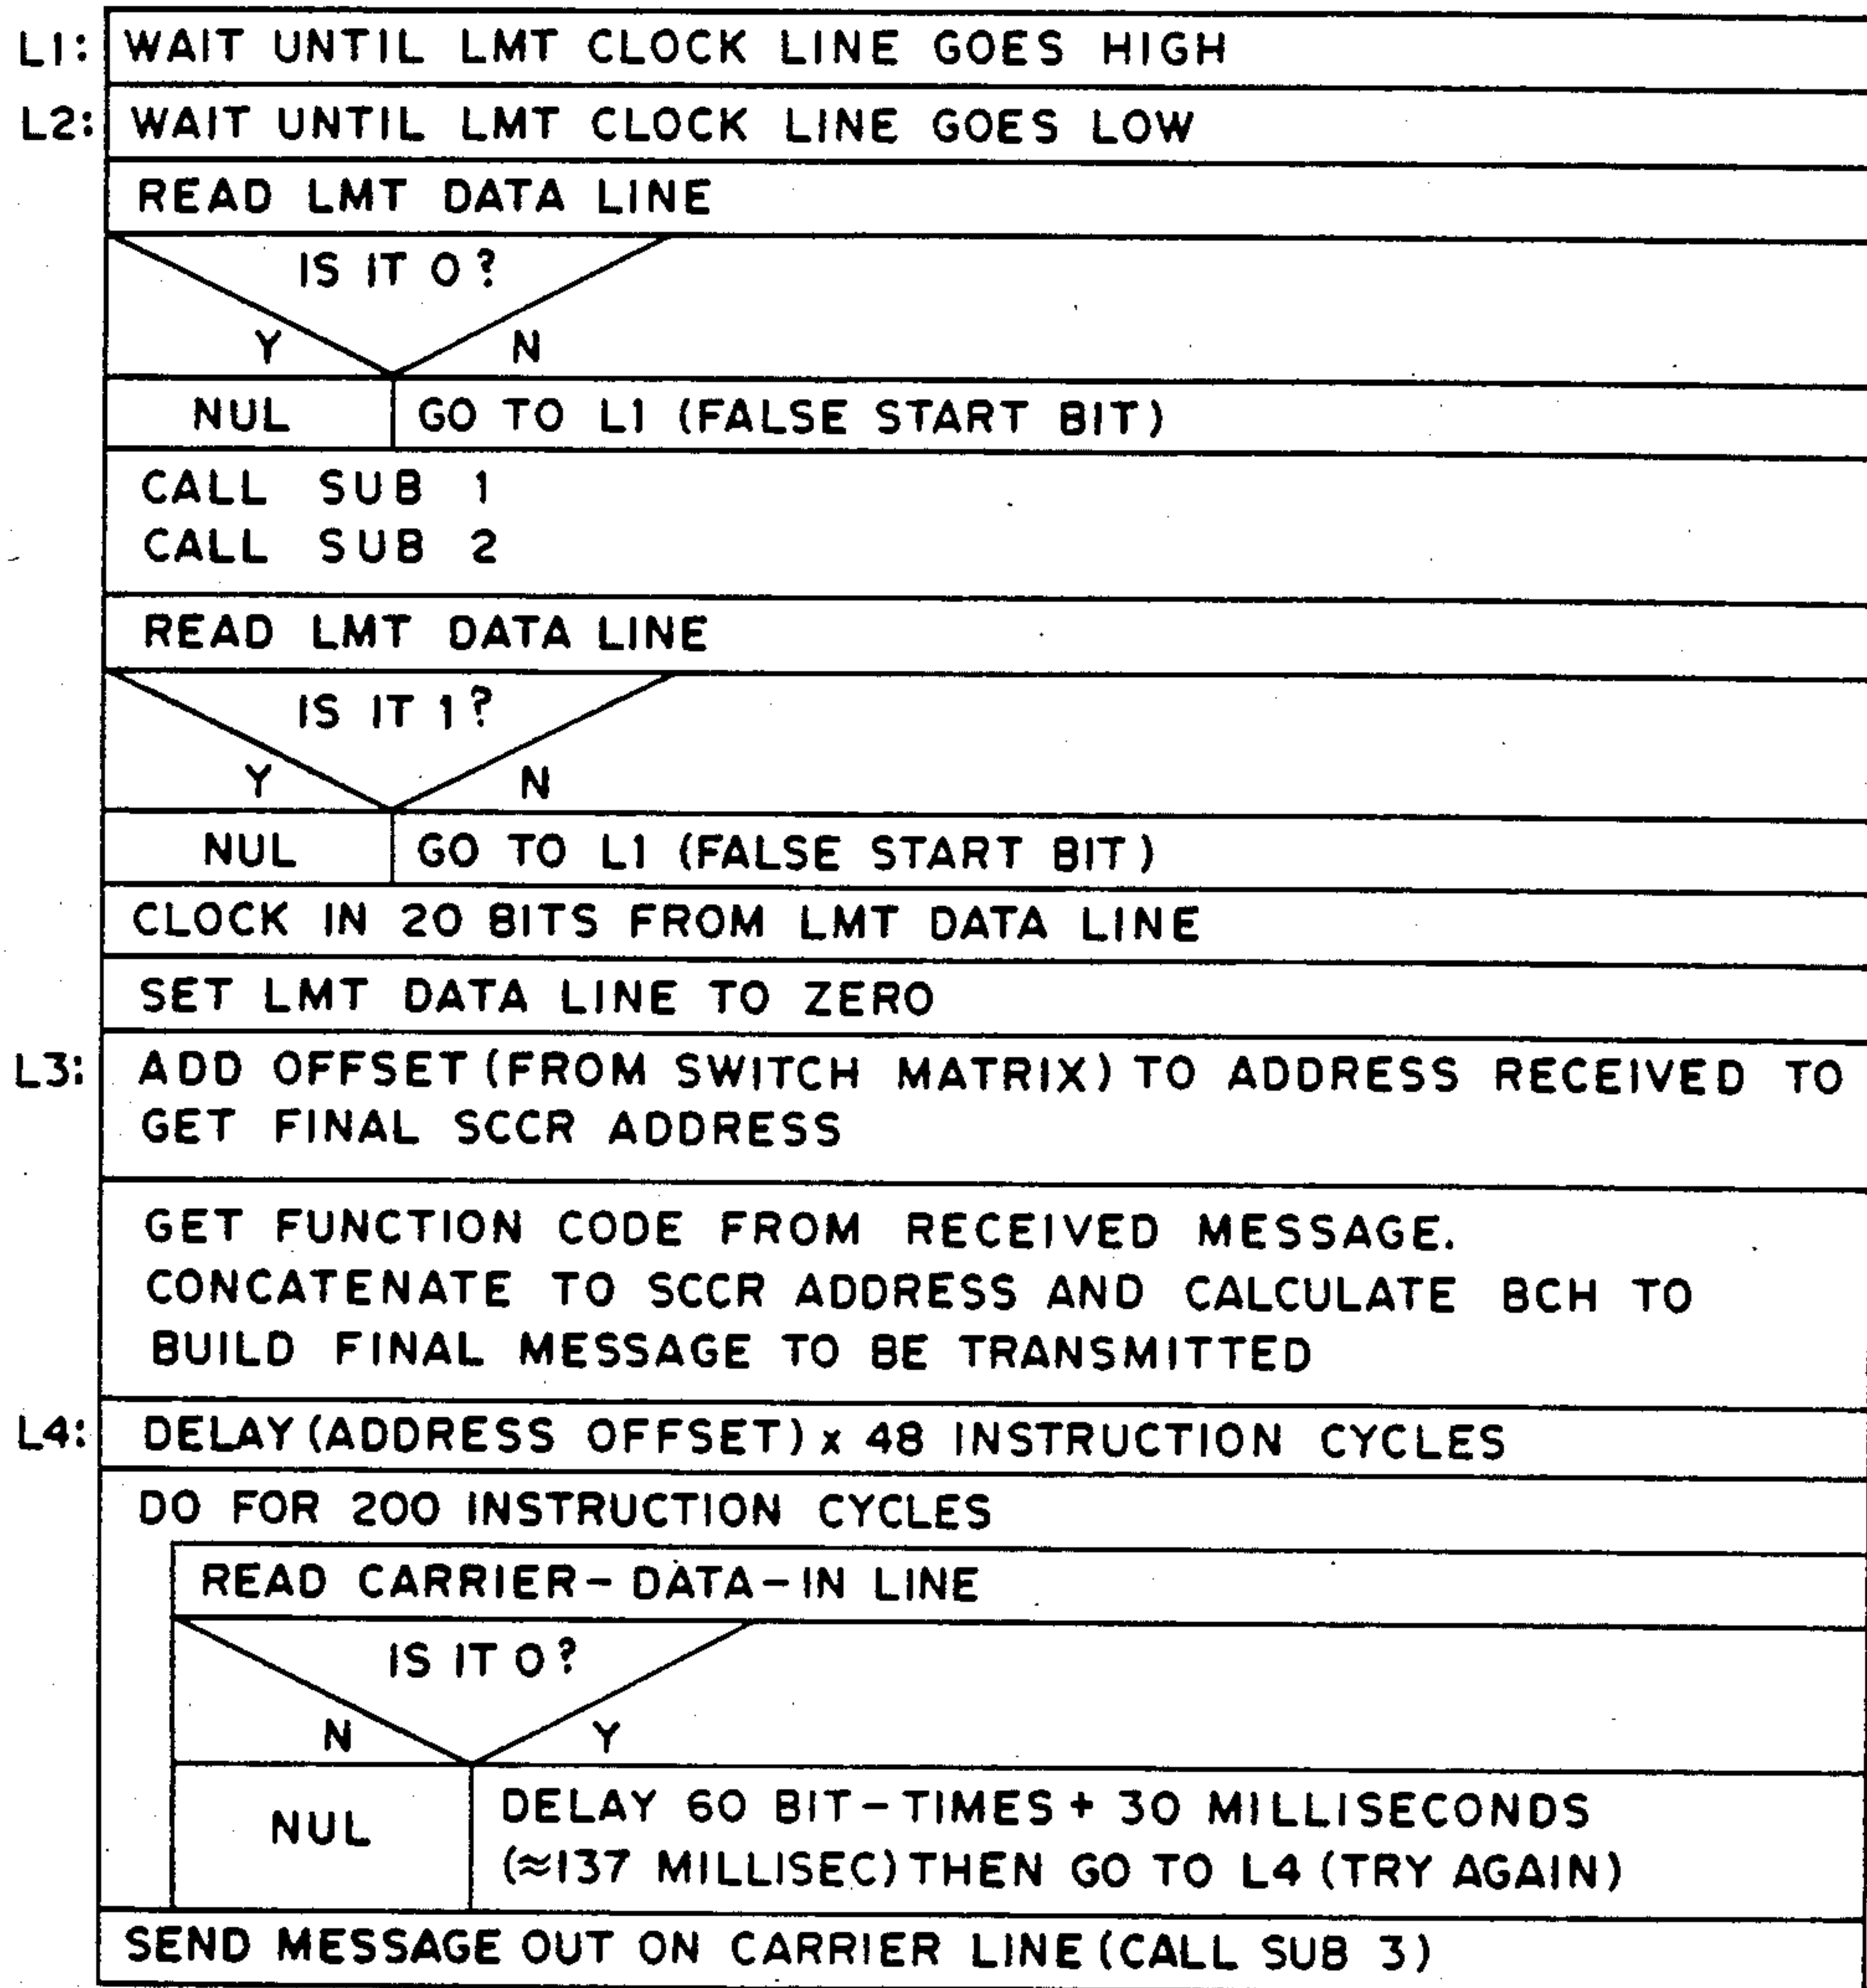 L1: WAIT UNTIL LMT CLOCK LINE GOES HIGH
L2: WAIT UNTIL LMT CLOCK LINE GOES LOW
READ LMT DATA LINE
IS IT 0?
Y N
NUL GO TO L1 (FALSE START BIT)
CALL SUB 1
CALL SUB 2
READ LMT DATA LINE
IS IT 1?
Y N
NUL GO TO L1 (FALSE START BIT)
CLOCK IN 20 BITS FROM LMT DATA LINE
SET LMT DATA LINE TO ZERO
L3: ADD OFFSET (FROM SWITCH MATRIX) TO ADDRESS RECEIVED TO
GET FINAL SCCR ADDRESS
GET FUNCTION CODE FROM RECEIVED MESSAGE.
CONCATENATE TO SCCR ADDRESS AND CALCULATE BCH TO
BUILD FINAL MESSAGE TO BE TRANSMITTED
L4: DELAY (ADDRESS OFFSET) x 48 INSTRUCTION CYCLES
DO FOR 200 INSTRUCTION CYCLES
READ CARRIER-DATA-IN LINE
IS IT 0?
N Y
NUL DELAY 60 BIT-TIMES + 30 MILLISECONDS
(≈137 MILLISEC) THEN GO TO L4 (TRY AGAIN)
SEND MESSAGE OUT ON CARRIER LINE (CALL SUB 3)